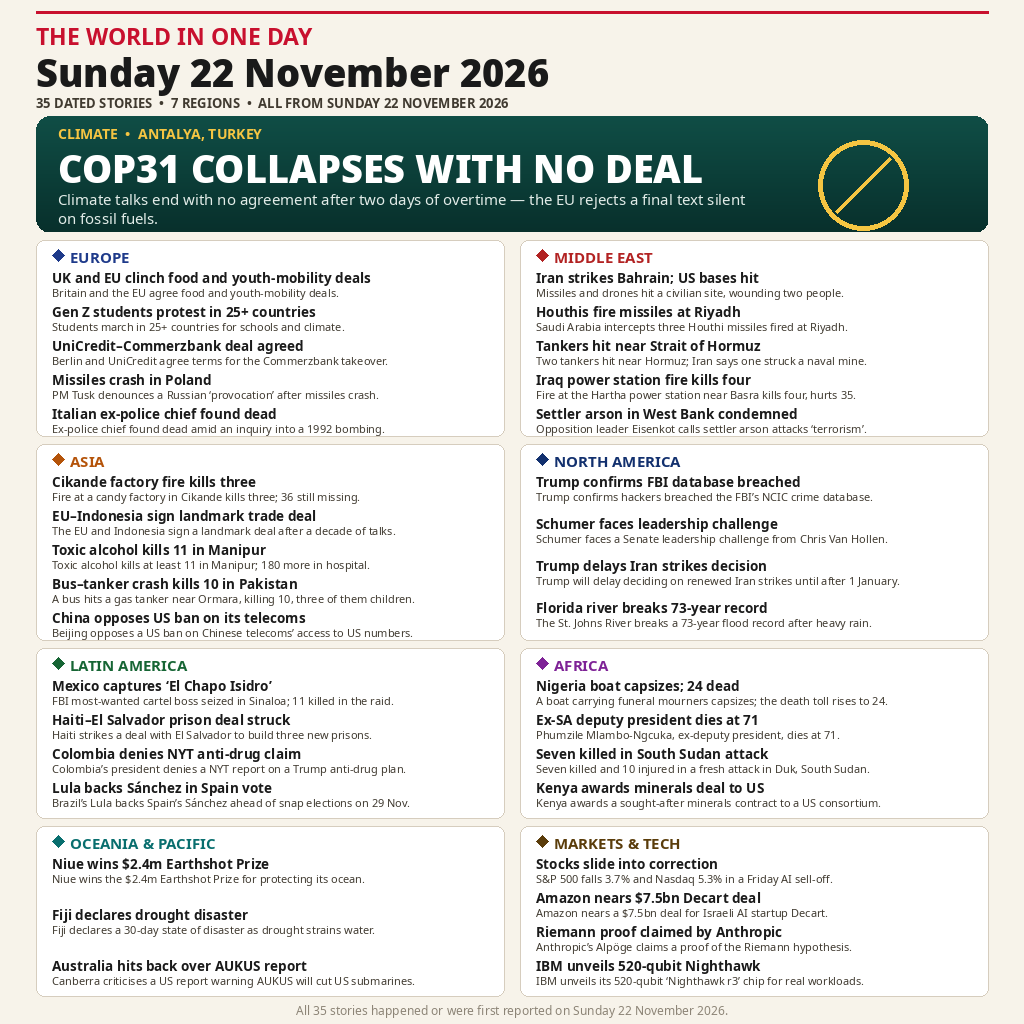 THE WORLD IN ONE DAY
Sunday 22 November 2026
35 DATED STORIES • 7 REGIONS • ALL FROM SUNDAY 22 NOVEMBER 2026
CLIMATE • ANTALYA, TURKEY
COP31 COLLAPSES WITH NO DEAL
Climate talks end with no agreement after two days of overtime — the EU rejects a final text silent
on fossil fuels.
EUROPE
UK and EU clinch food and youth-mobility deals
Britain and the EU agree food and youth-mobility deals.
Gen Z students protest in 25+ countries
Students march in 25+ countries for schools and climate.
UniCredit–Commerzbank deal agreed
Berlin and UniCredit agree terms for the Commerzbank takeover.
Missiles crash in Poland
PM Tusk denounces a Russian ‘provocation’ after missiles crash.
Italian ex-police chief found dead
Ex-police chief found dead amid an inquiry into a 1992 bombing.
MIDDLE EAST
Iran strikes Bahrain; US bases hit
Missiles and drones hit a civilian site, wounding two people.
Houthis fire missiles at Riyadh
Saudi Arabia intercepts three Houthi missiles fired at Riyadh.
Tankers hit near Strait of Hormuz
Two tankers hit near Hormuz; Iran says one struck a naval mine.
Iraq power station fire kills four
Fire at the Hartha power station near Basra kills four, hurts 35.
Settler arson in West Bank condemned
Opposition leader Eisenkot calls settler arson attacks ‘terrorism’.
ASIA
Cikande factory fire kills three
Fire at a candy factory in Cikande kills three; 36 still missing.
EU–Indonesia sign landmark trade deal
The EU and Indonesia sign a landmark deal after a decade of talks.
Toxic alcohol kills 11 in Manipur
Toxic alcohol kills at least 11 in Manipur; 180 more in hospital.
Bus–tanker crash kills 10 in Pakistan
A bus hits a gas tanker near Ormara, killing 10, three of them children.
China opposes US ban on its telecoms
Beijing opposes a US ban on Chinese telecoms’ access to US numbers.
NORTH AMERICA
Trump confirms FBI database breached
Trump confirms hackers breached the FBI’s NCIC crime database.
Schumer faces leadership challenge
Schumer faces a Senate leadership challenge from Chris Van Hollen.
Trump delays Iran strikes decision
Trump will delay deciding on renewed Iran strikes until after 1 January.
Florida river breaks 73-year record
The St. Johns River breaks a 73-year flood record after heavy rain.
LATIN AMERICA
Mexico captures ‘El Chapo Isidro’
FBI most-wanted cartel boss seized in Sinaloa; 11 killed in the raid.
Haiti–El Salvador prison deal struck
Haiti strikes a deal with El Salvador to build three new prisons.
Colombia denies NYT anti-drug claim
Colombia’s president denies a NYT report on a Trump anti-drug plan.
Lula backs Sánchez in Spain vote
Brazil’s Lula backs Spain’s Sánchez ahead of snap elections on 29 Nov.
AFRICA
Nigeria boat capsizes; 24 dead
A boat carrying funeral mourners capsizes; the death toll rises to 24.
Ex-SA deputy president dies at 71
Phumzile Mlambo-Ngcuka, ex-deputy president, dies at 71.
Seven killed in South Sudan attack
Seven killed and 10 injured in a fresh attack in Duk, South Sudan.
Kenya awards minerals deal to US
Kenya awards a sought-after minerals contract to a US consortium.
OCEANIA & PACIFIC
Niue wins $2.4m Earthshot Prize
Niue wins the $2.4m Earthshot Prize for protecting its ocean.
Fiji declares drought disaster
Fiji declares a 30-day state of disaster as drought strains water.
Australia hits back over AUKUS report
Canberra criticises a US report warning AUKUS will cut US submarines.
MARKETS & TECH
Stocks slide into correction
S&P 500 falls 3.7% and Nasdaq 5.3% in a Friday AI sell-off.
Amazon nears $7.5bn Decart deal
Amazon nears a $7.5bn deal for Israeli AI startup Decart.
Riemann proof claimed by Anthropic
Anthropic’s Alpöge claims a proof of the Riemann hypothesis.
IBM unveils 520-qubit Nighthawk
IBM unveils its 520-qubit ‘Nighthawk r3’ chip for real workloads.
All 35 stories happened or were first reported on Sunday 22 November 2026.